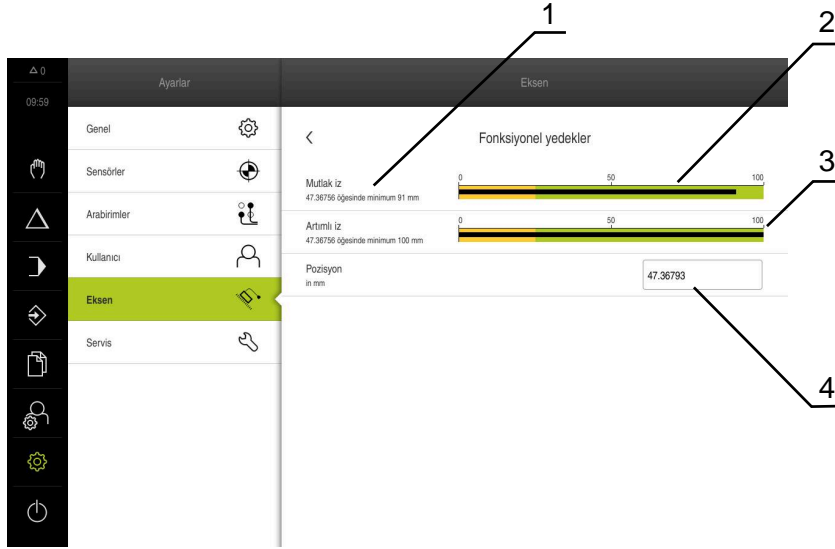 1
2
0
09:59
Ayarlar
Eksen
Genel
Fonksiyonel yedekler
Sensörler
Mutlak iz
47.36756 öğesinde minimum 91 mm
0 50 100
3
Arabirimler
Artımlı iz
47.36756 öğesinde minimum 100 mm
0 50 100
Kullanıcı
Pozisyon
in mm
47.36793
Eksen
Servis
4